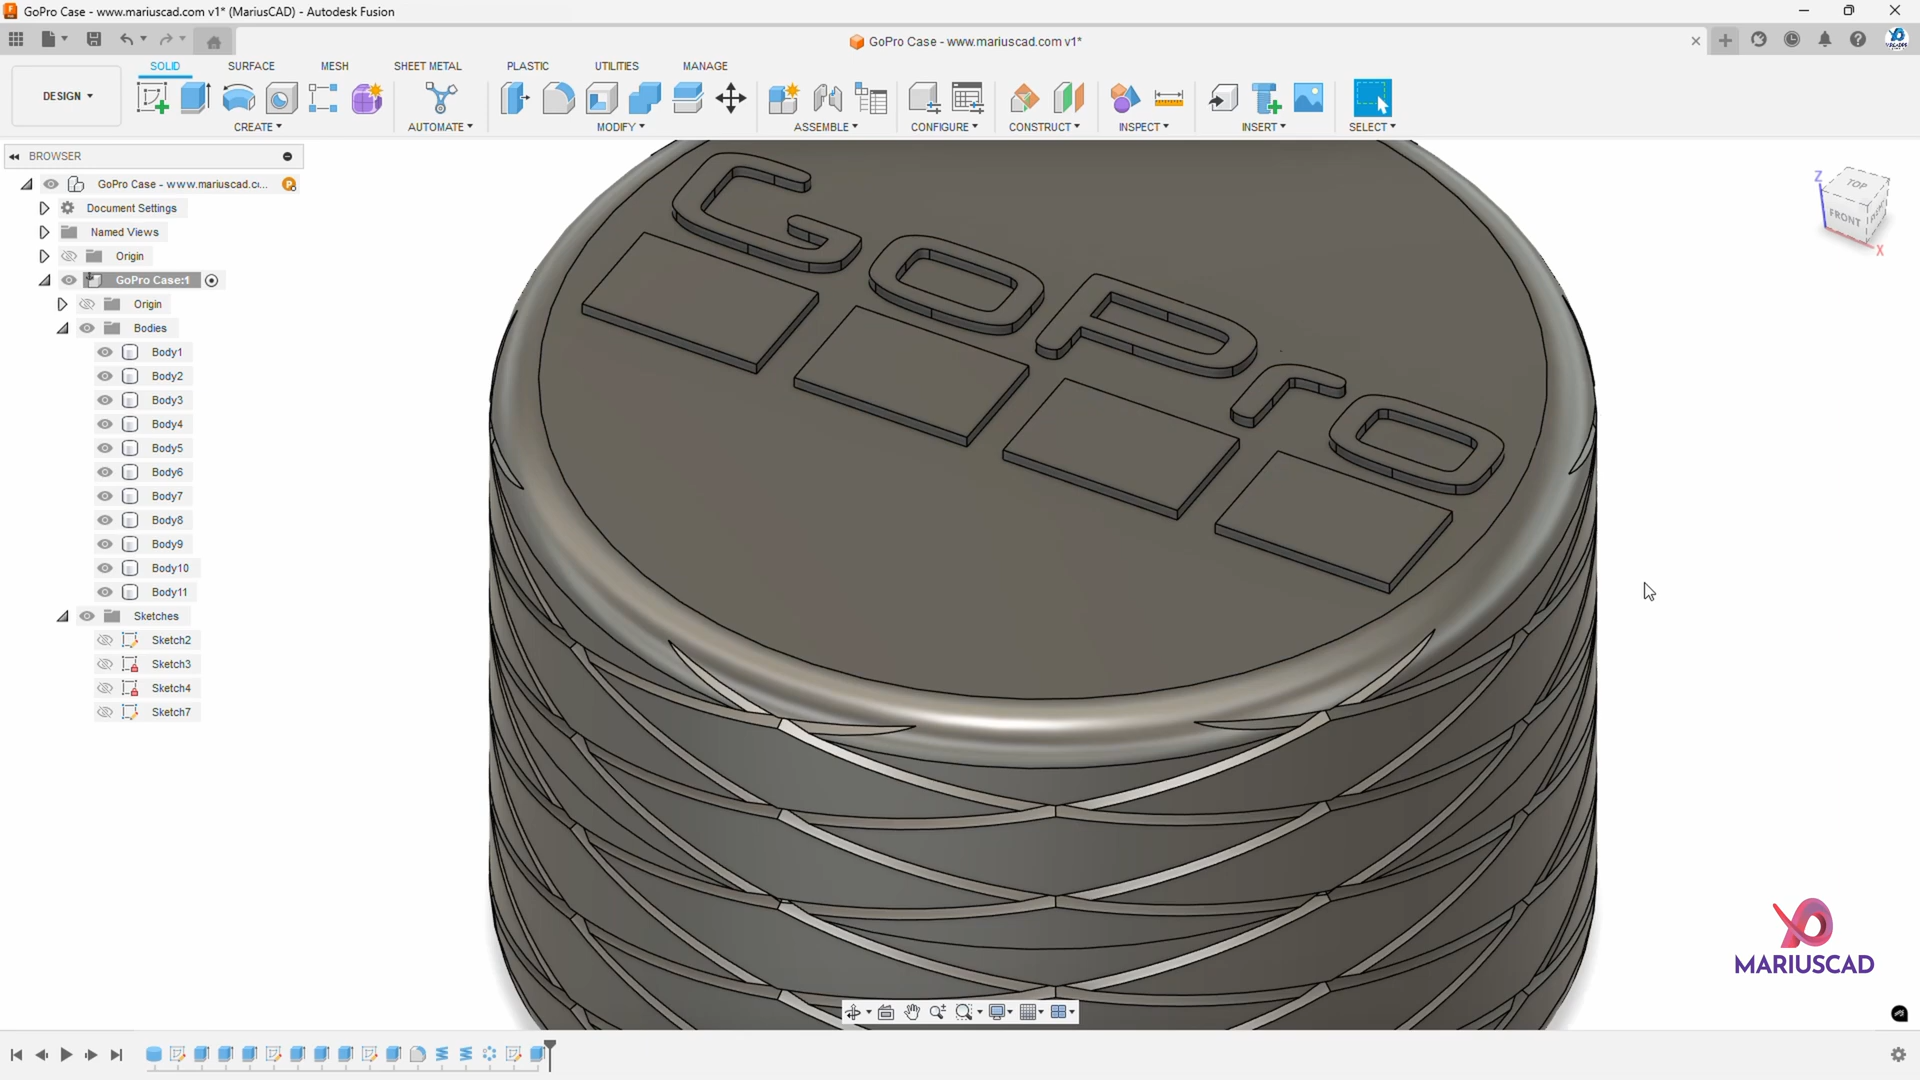 GoPro Case - www.mariuscad.com v1* (MariusCAD) - Autodesk Fusion
GoPro Case - www.mariuscad.com v1*
DESIGN
SOLID
SURFACE
MESH
SHEET METAL
PLASTIC
UTILITIES
MANAGE
CREATE
AUTOMATE
MODIFY
ASSEMBLE
CONFIGURE
CONSTRUCT
INSPECT
INSERT
SELECT
BROWSER
GoPro Case - www.mariuscad.c...
P
Document Settings
Named Views
Origin
GoPro Case:1
Origin
Bodies
Body1
Body2
Body3
Body4
Body5
Body6
Body7
Body8
Body9
Body10
Body11
Sketches
Sketch2
Sketch3
Sketch4
Sketch7
GoPro
Z
TOP
FRONT
X
MARIUSCAD